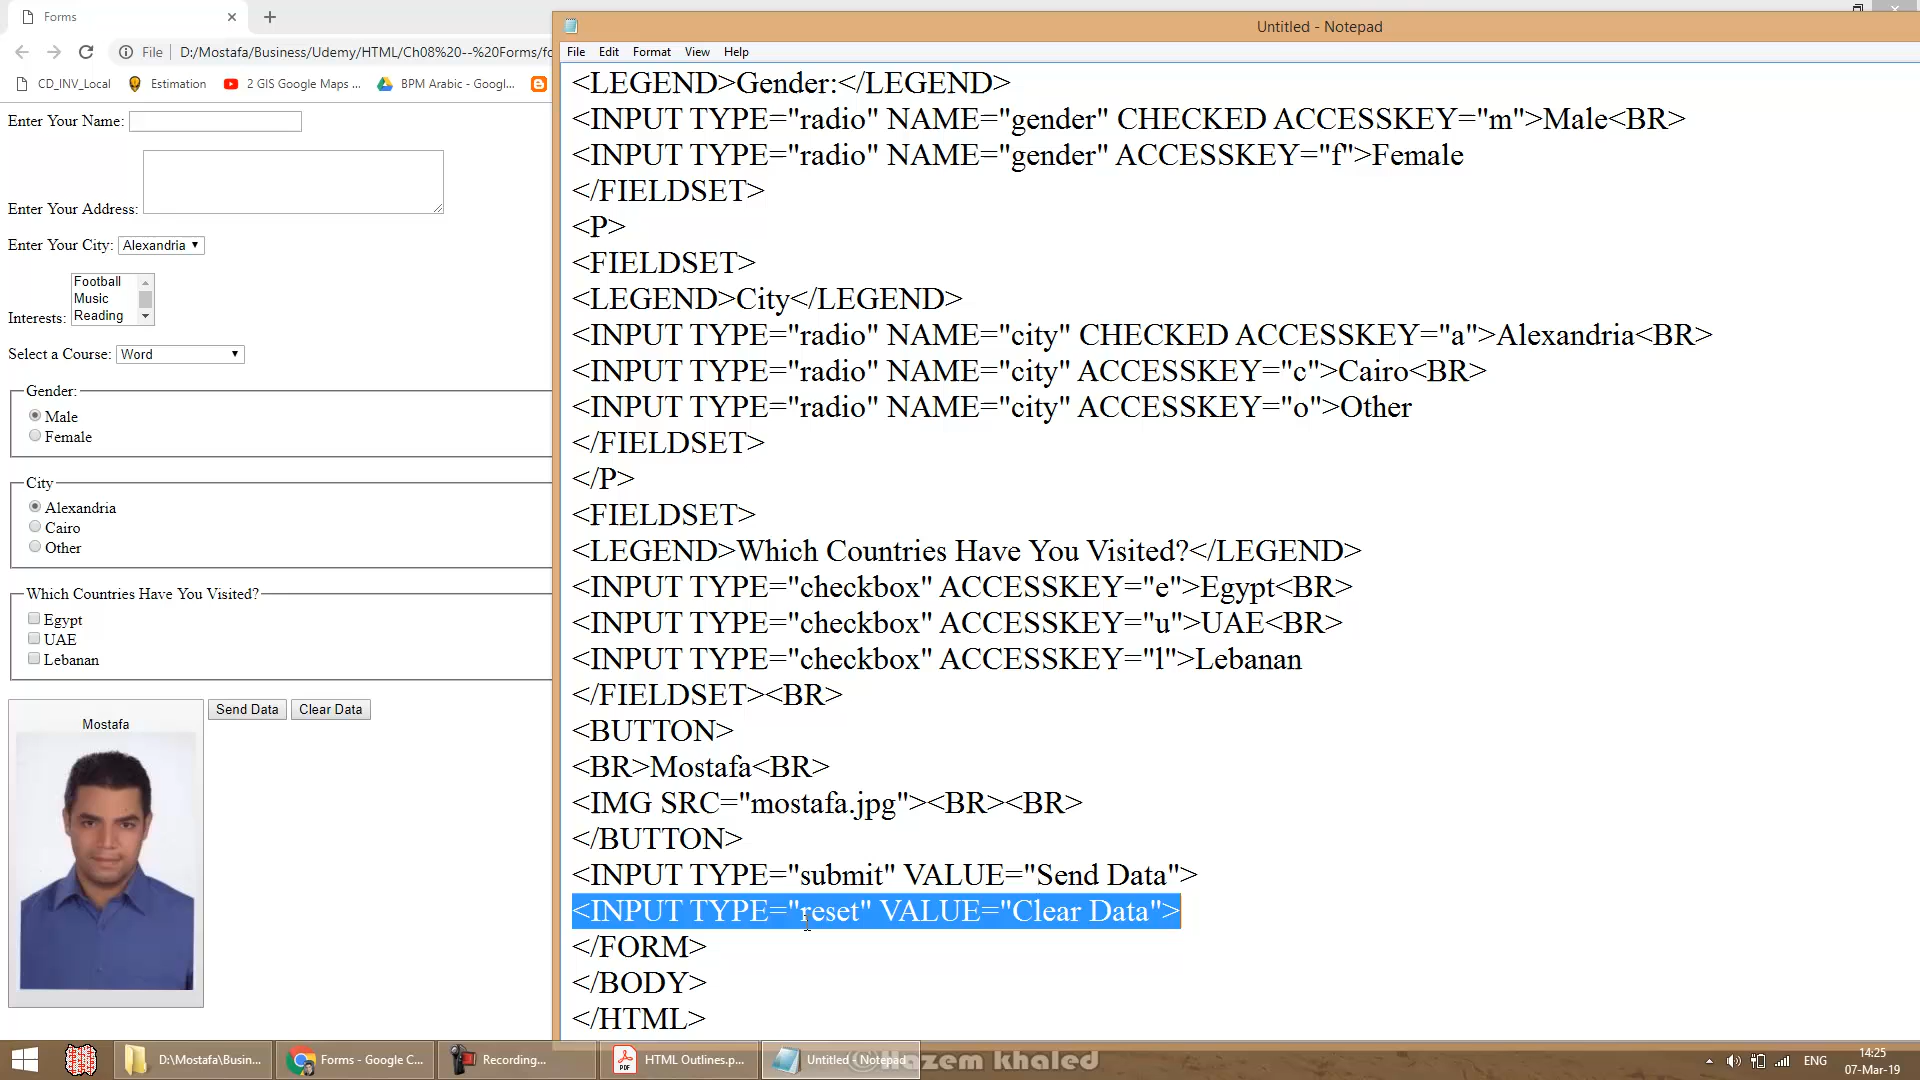 Forms
Untitled - Notepad
File
D:/Mostafa/Business/Udemy/HTML/Ch08%20--%20Forms/fo
CD_INV_Local
Estimation
2 GIS Google Maps ...
BPM Arabic - Googl...
File Edit Format View Help
Enter Your Name:
Enter Your Address:
Enter Your City: Alexandria
Football
Music
Reading
Interests:
Select a Course: Word
Gender:
Male
Female
City
Alexandria
Cairo
Other
Which Countries Have You Visited?
Egypt
UAE
Lebanan
Mostafa
Send Data
Clear Data
<LEGEND>Gender:</LEGEND>
<INPUT TYPE="radio" NAME="gender" CHECKED ACCESSKEY="m">Male<BR>
<INPUT TYPE="radio" NAME="gender" ACCESSKEY="f">Female
</FIELDSET>
<P>
<FIELDSET>
<LEGEND>City</LEGEND>
<INPUT TYPE="radio" NAME="city" CHECKED ACCESSKEY="a">Alexandria<BR>
<INPUT TYPE="radio" NAME="city" ACCESSKEY="c">Cairo<BR>
<INPUT TYPE="radio" NAME="city" ACCESSKEY="o">Other
</FIELDSET>
</P>
<FIELDSET>
<LEGEND>Which Countries Have You Visited?</LEGEND>
<INPUT TYPE="checkbox" ACCESSKEY="e">Egypt<BR>
<INPUT TYPE="checkbox" ACCESSKEY="u">UAE<BR>
<INPUT TYPE="checkbox" ACCESSKEY="l">Lebanan
</FIELDSET><BR>
<BUTTON>
<BR>Mostafa<BR>
<IMG SRC="mostafa.jpg"><BR><BR>
</BUTTON>
<INPUT TYPE="submit" VALUE="Send Data">
<INPUT TYPE="reset" VALUE="Clear Data">
</FORM>
</BODY>
</HTML>
D:\Mostafa\Busin...
Forms - Google C...
Recording...
HTML Outlines.p...
Untitled - Notepad
©Hazem khaled
ENG
14:25
07-Mar-19